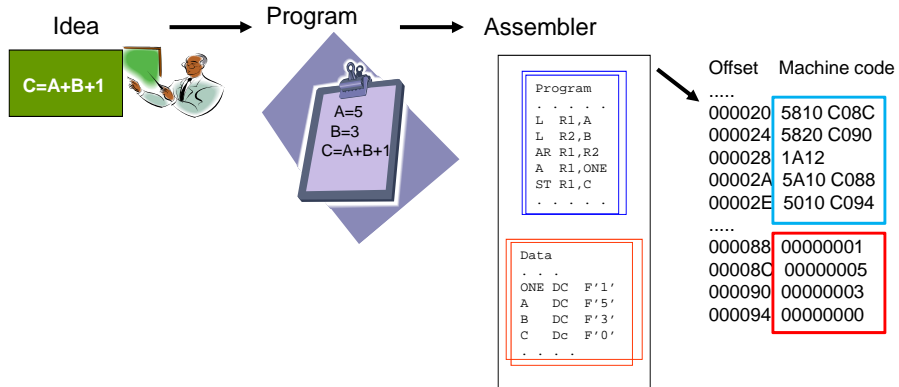 Idea
Program
Assembler
C=A+B+1
A=5
B=3
C=A+B+1
Program
. . . . .
L R1,A
L R2,B
AR R1,R2
A R1,ONE
ST R1,C
. . . . .
Data
. . .
ONE DC F'1'
A DC F'5'
B DC F'3'
C Dc F'0'
. . . .
Offset Machine code
.....
000020 5810 C08C
000024 5820 C090
000028 1A12
00002A 5A10 C088
00002E 5010 C094
.....
000088 00000001
00008C 00000005
000090 00000003
000094 00000000